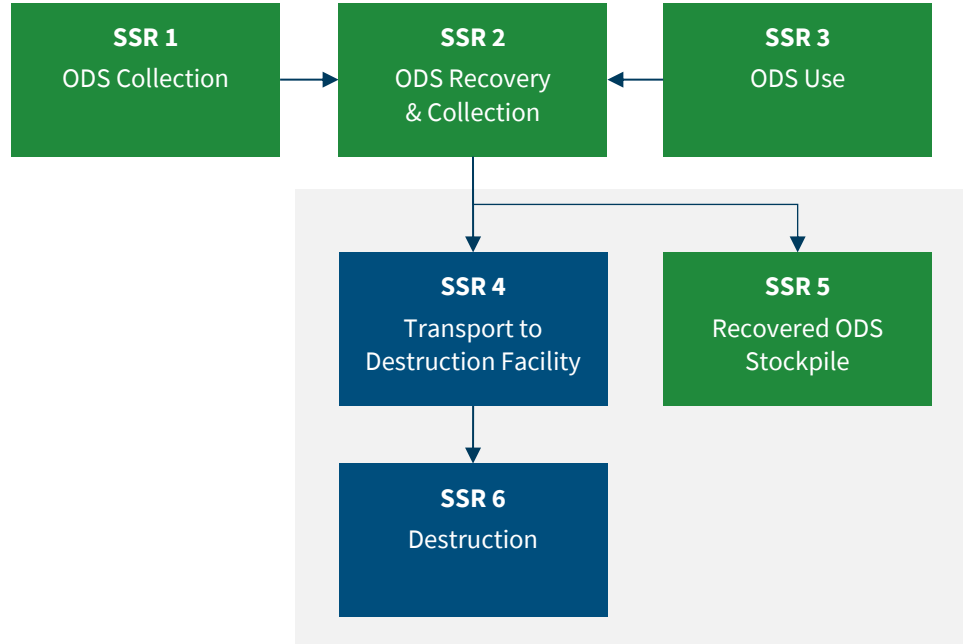 SSR 1
ODS Collection
SSR 2
ODS Recovery
& Collection
SSR 3
ODS Use
SSR 4
Transport to
Destruction Facility
SSR 5
Recovered ODS
Stockpile
SSR 6
Destruction